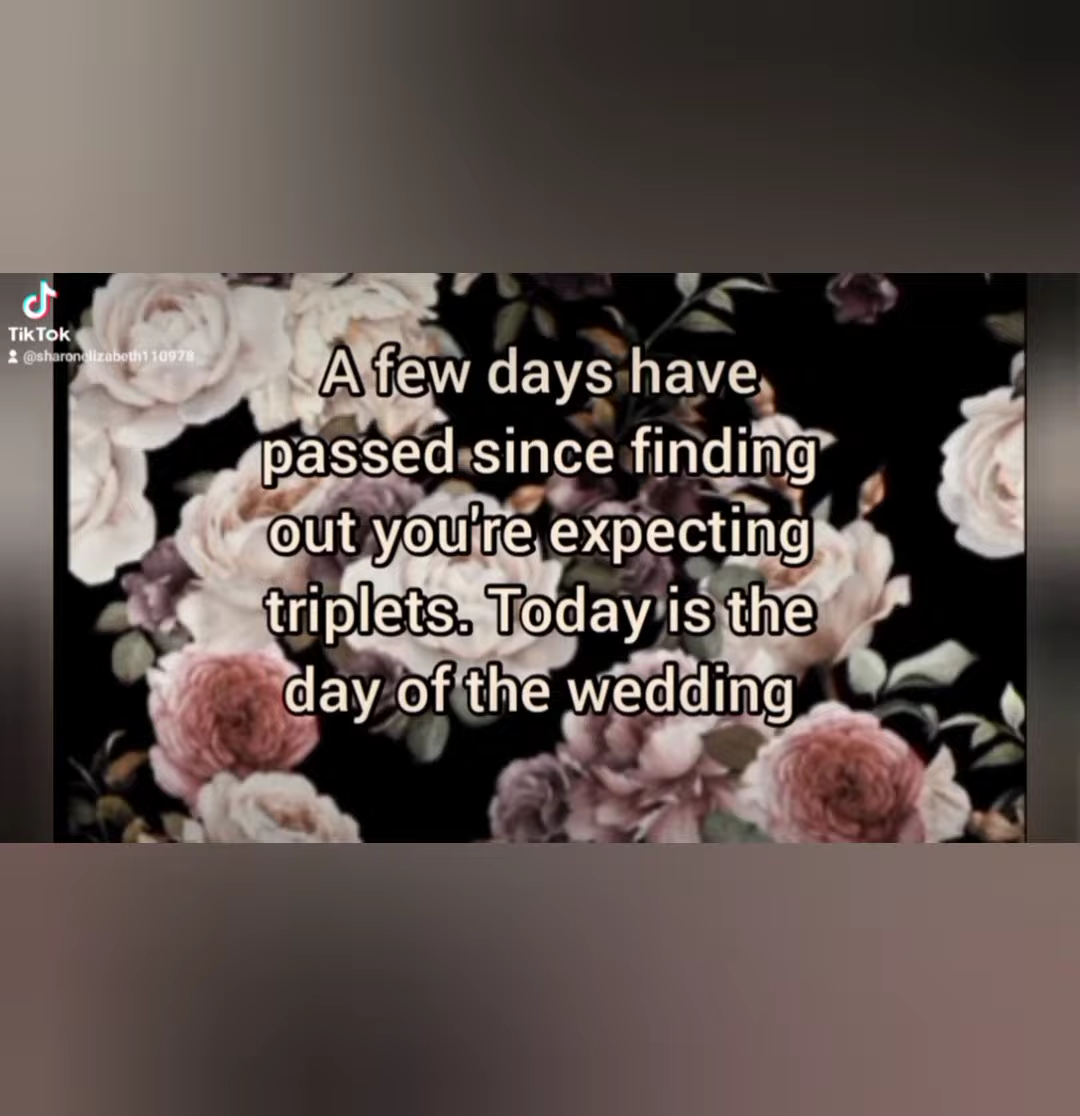 TikTok
@sharonelizabeth110978
A few days have
passed since finding
out you're expecting
triplets. Today is the
day of the wedding